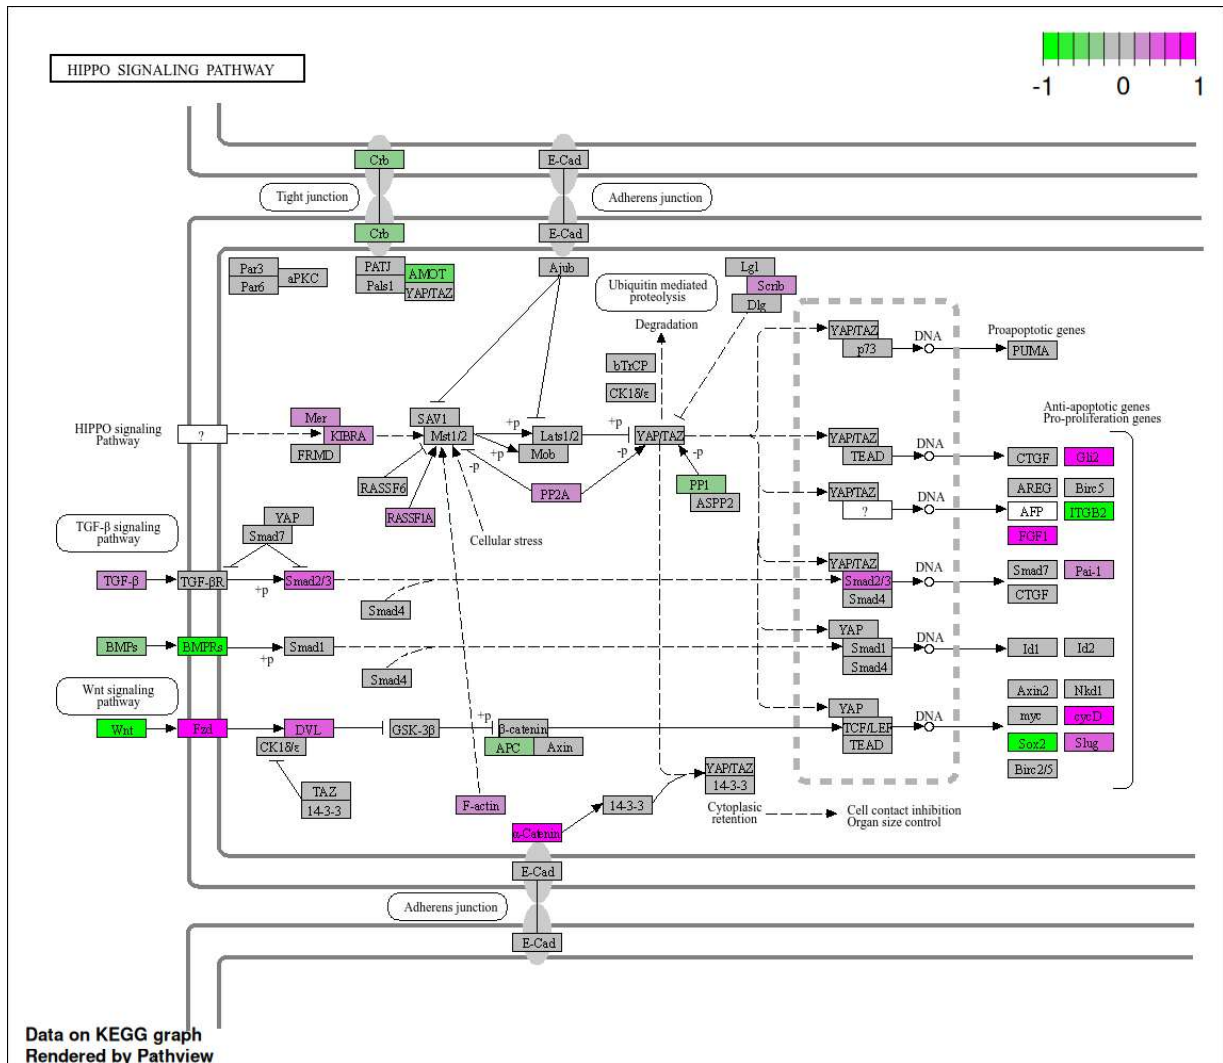 HIPPO SIGNALING PATHWAY
-1 0 1
Crb
E-Cad
Tight junction
Adherens junction
Crb
E-Cad
Par3
Par6
aPKC
PATJ
Pals1
AMOT
YAP/TAZ
Ajub
Ubiquitin mediated
proteolysis
Degradation
Lgl
Scrib
Dlg
bTrCP
CK1δ/ε
YAP/TAZ
p73
DNA
Proapoptotic genes
PUMA
HIPPO signaling
Pathway
?
Mer
KIBRA
FRMD
SAV1
Mst1/2
+p
+p
-p
Lats1/2
Mob
+p
-p
YAP/TAZ
-p
RASSF6
RASSF1A
PP2A
PP1
ASPP2
Cellular stress
Anti-apoptotic genes
Pro-proliferation genes
YAP/TAZ
TEAD
DNA
CTGF
Gli2
YAP/TAZ
?
DNA
AREG
Birc5
AFP
ITGB2
FGF1
TGF-β signaling
pathway
YAP
Smad7
TGF-β
TGF-βR
+p
Smad2/3
Smad4
YAP/TAZ
Smad2/3
Smad4
DNA
Smad7
Pai-1
CTGF
BMPs
BMPRs
+p
Smad1
Smad4
YAP
Smad1
Smad4
DNA
Id1
Id2
Wnt signaling
pathway
Wnt
Fzd
DVL
CK1δ/ε
GSK-3β
+p
β-catenin
APC
Axin
YAP
TCF/LEF
TEAD
DNA
Axin2
Nkd1
myc
cycD
Sox2
Slug
Birc2/5
TAZ
14-3-3
F-actin
α-Catenin
14-3-3
YAP/TAZ
14-3-3
Cytoplasic
retention
Cell contact inhibition
Organ size control
E-Cad
Adherens junction
E-Cad
Data on KEGG graph
Rendered by Pathview